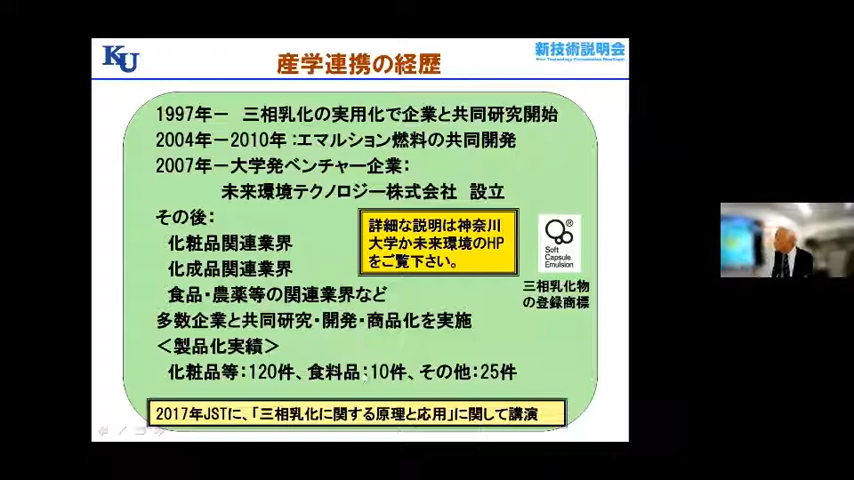 KU
産学連携の経歴
新技術説明会
New Technology Presentation Meetings!
1997年ー 三相乳化の実用化で企業と共同研究開始
2004年ー2010年:エマルション燃料の共同開発
2007年ー大学発ベンチャー企業:
未来環境テクノロジー株式会社 設立
その後:
化粧品関連業界
化成品関連業界
食品・農薬等の関連業界など
詳細な説明は神奈川
大学か未来環境のHP
をご覧下さい。
®
Soft
Capsule
Emulsion
三相乳化物
の登録商標
多数企業と共同研究・開発・商品化を実施
<製品化実績>
化粧品等:120件、食料品:10件、その他:25件
2017年JSTに、「三相乳化に関する原理と応用」に関して講演